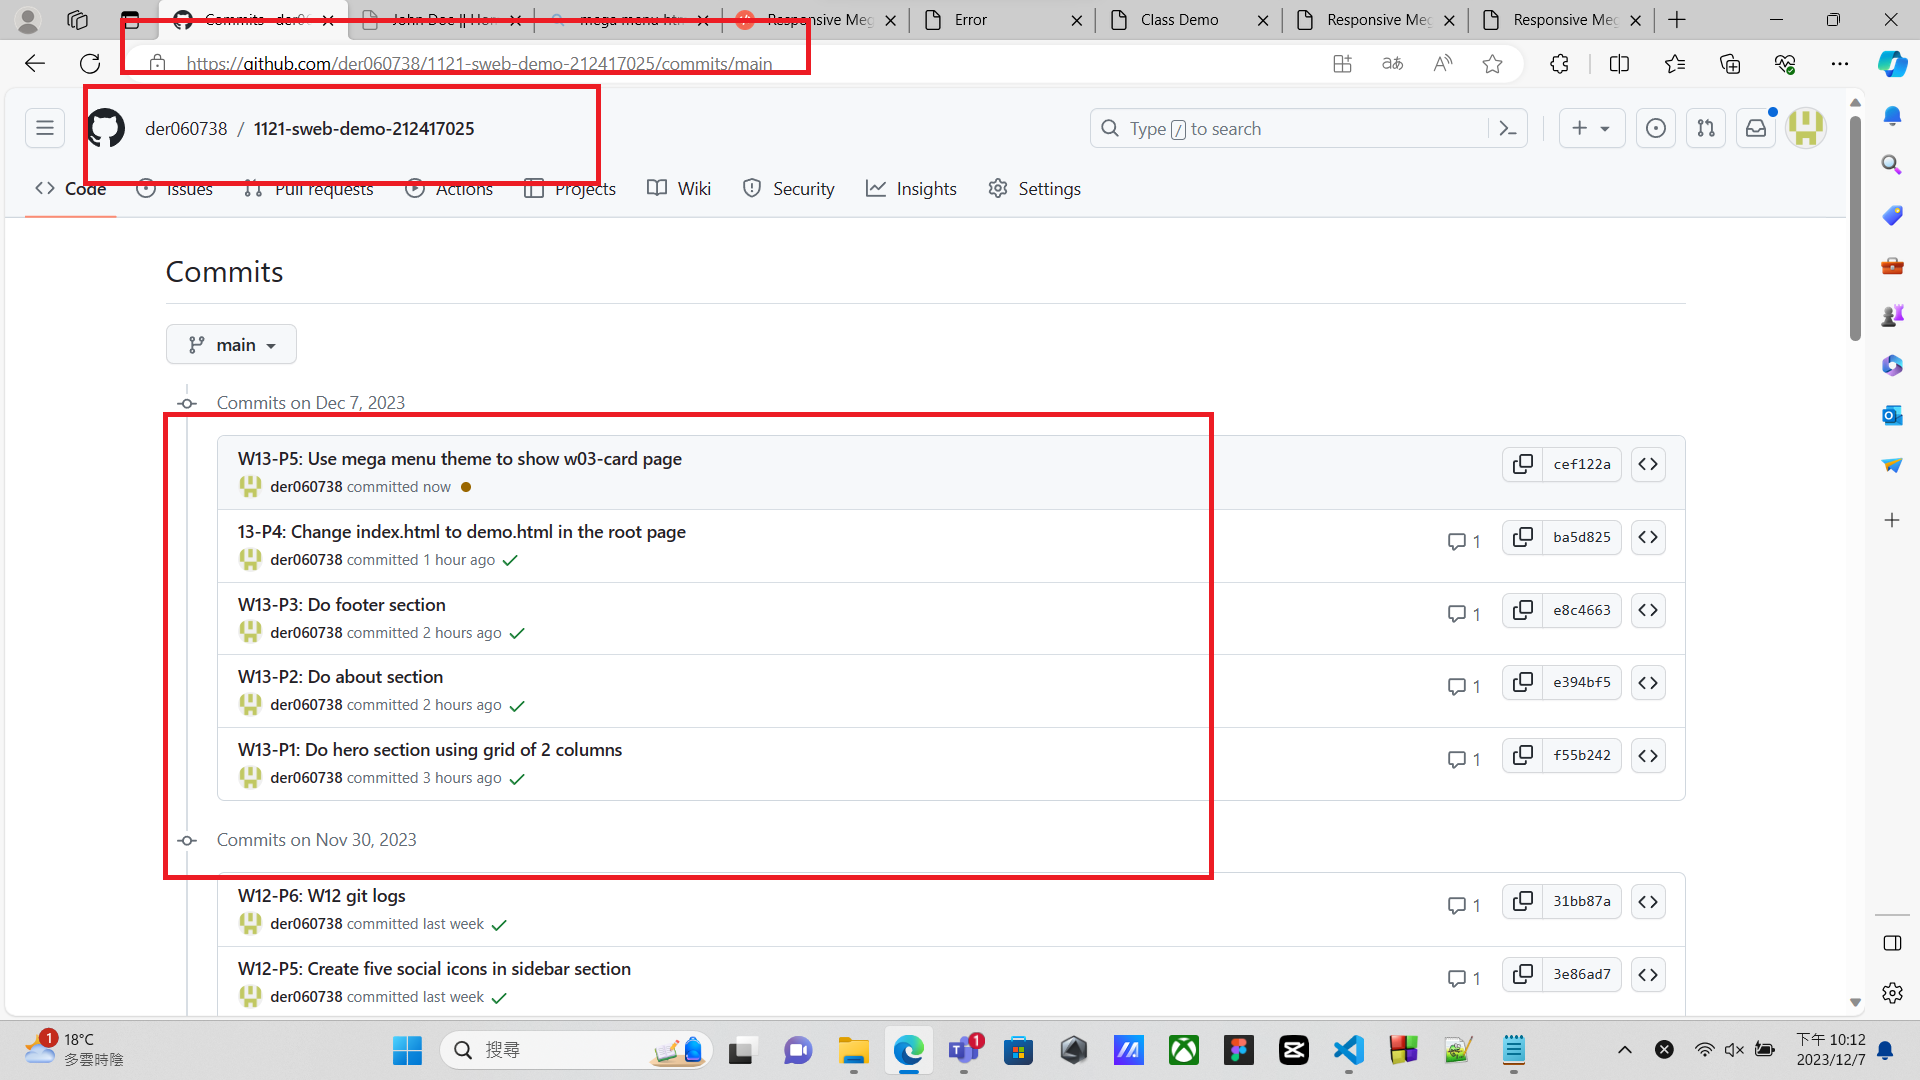 Commits - der06
John Doe || Hom
mega menu htm
Responsive Meg
Error
Class Demo
Responsive Meg
Responsive Meg
https://github.com/der060738/1121-sweb-demo-212417025/commits/main
der060738 / 1121-sweb-demo-212417025
Type / to search
Code
Issues
Pull requests
Actions
Projects
Wiki
Security
Insights
Settings
Commits
main
Commits on Dec 7, 2023
W13-P5: Use mega menu theme to show w03-card page
der060738 committed now
cef122a
13-P4: Change index.html to demo.html in the root page
der060738 committed 1 hour ago
1
ba5d825
W13-P3: Do footer section
der060738 committed 2 hours ago
1
e8c4663
W13-P2: Do about section
der060738 committed 2 hours ago
1
e394bf5
W13-P1: Do hero section using grid of 2 columns
der060738 committed 3 hours ago
1
f55b242
Commits on Nov 30, 2023
W12-P6: W12 git logs
der060738 committed last week
1
31bb87a
W12-P5: Create five social icons in sidebar section
der060738 committed last week
1
3e86ad7
1
18°C
多雲時陰
搜尋
1
下午 10:12
2023/12/7